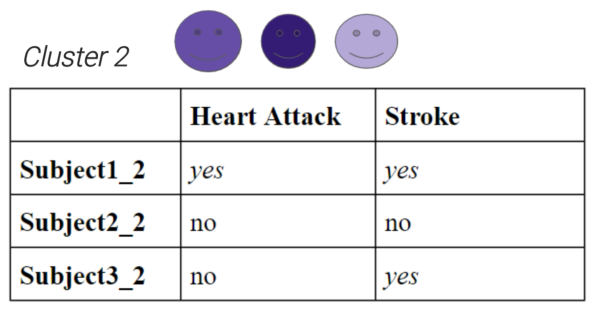 Cluster 2
Heart Attack Stroke
Subject1_2 yes yes
Subject2_2 no no
Subject3_2 no yes